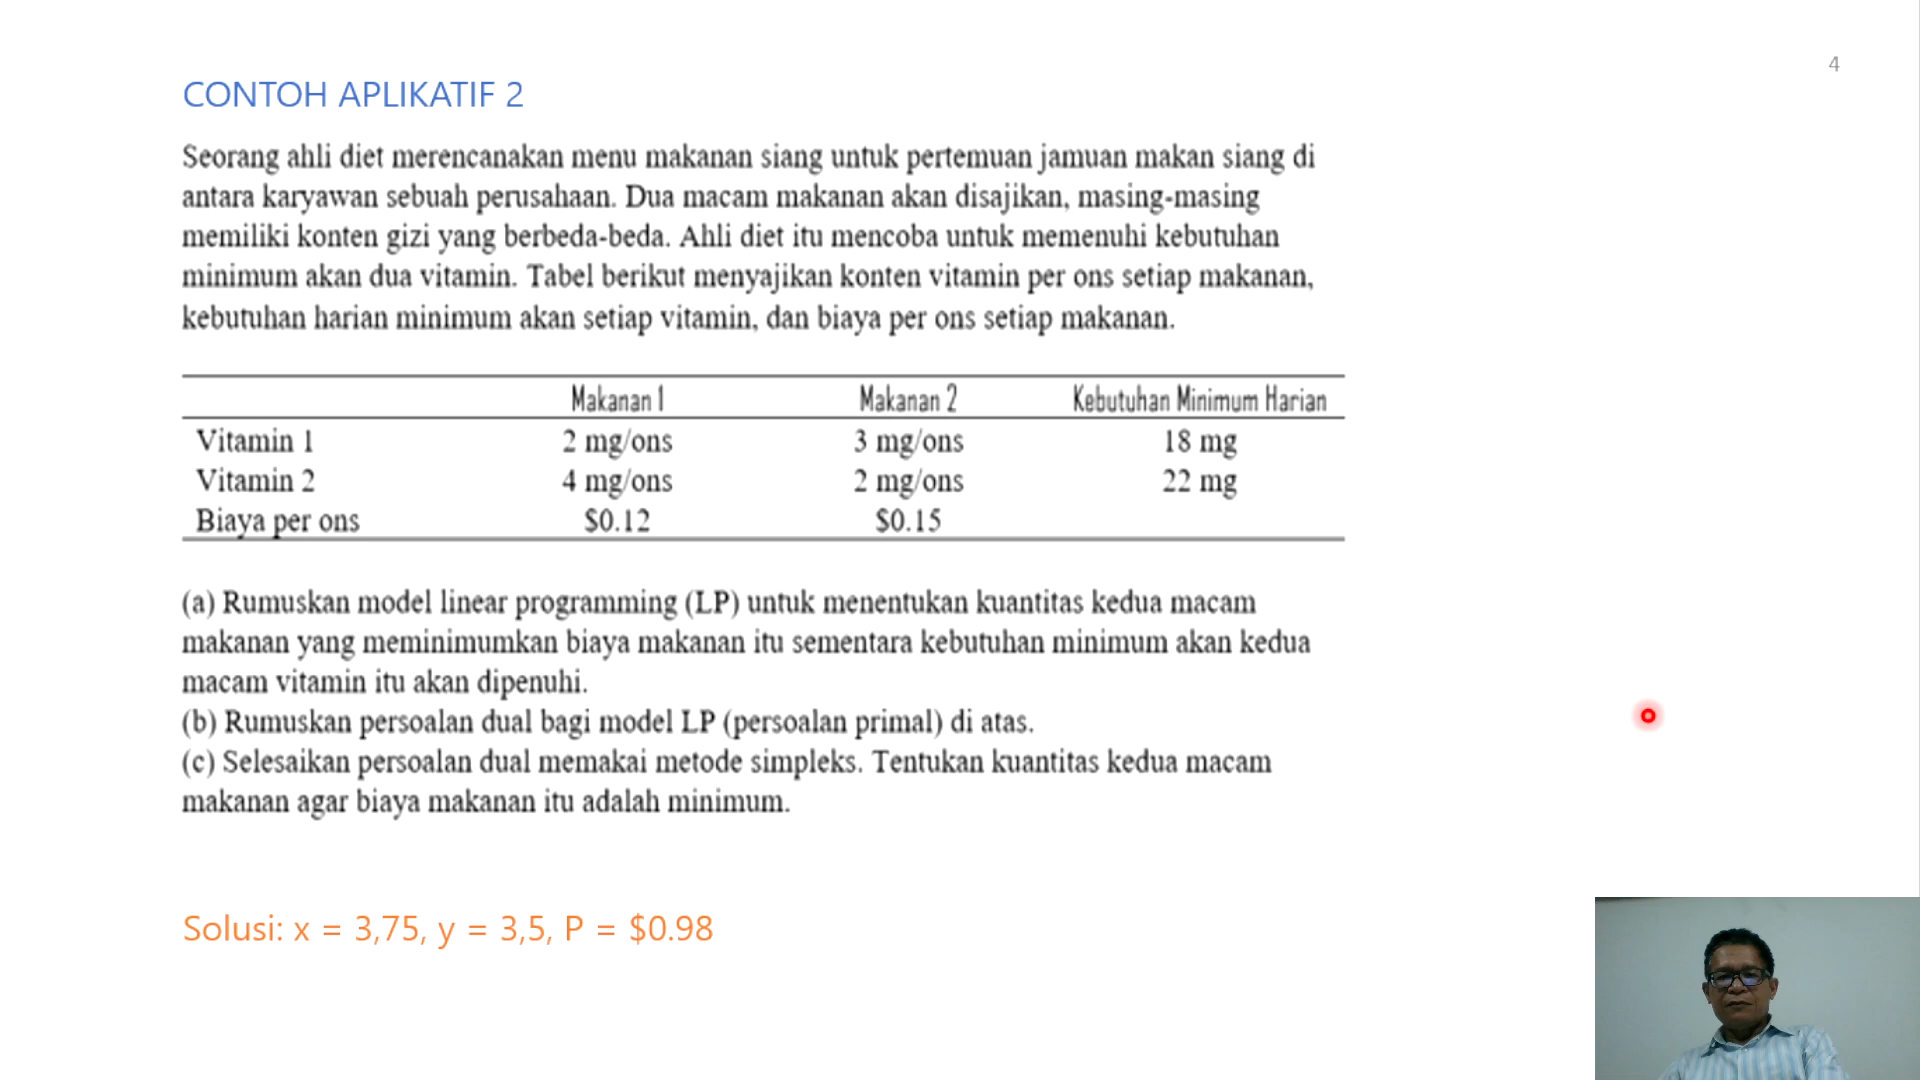 4
CONTOH APLIKATIF 2
Seorang ahli diet merencanakan menu makanan siang untuk pertemuan jamuan makan siang di
antara karyawan sebuah perusahaan. Dua macam makanan akan disajikan, masing-masing
memiliki konten gizi yang berbeda-beda. Ahli diet itu mencoba untuk memenuhi kebutuhan
minimum akan dua vitamin. Tabel berikut menyajikan konten vitamin per ons setiap makanan,
kebutuhan harian minimum akan setiap vitamin, dan biaya per ons setiap makanan.
Makanan 1 Makanan 2 Kebutuhan Minimum Harian
Vitamin 1 2 mg/ons 3 mg/ons 18 mg
Vitamin 2 4 mg/ons 2 mg/ons 22 mg
Biaya per ons $0.12 $0.15
(a) Rumuskan model linear programming (LP) untuk menentukan kuantitas kedua macam
makanan yang meminimumkan biaya makanan itu sementara kebutuhan minimum akan kedua
macam vitamin itu akan dipenuhi.
(b) Rumuskan persoalan dual bagi model LP (persoalan primal) di atas.
(c) Selesaikan persoalan dual memakai metode simpleks. Tentukan kuantitas kedua macam
makanan agar biaya makanan itu adalah minimum.
Solusi: x = 3,75, y = 3,5, P = $0.98